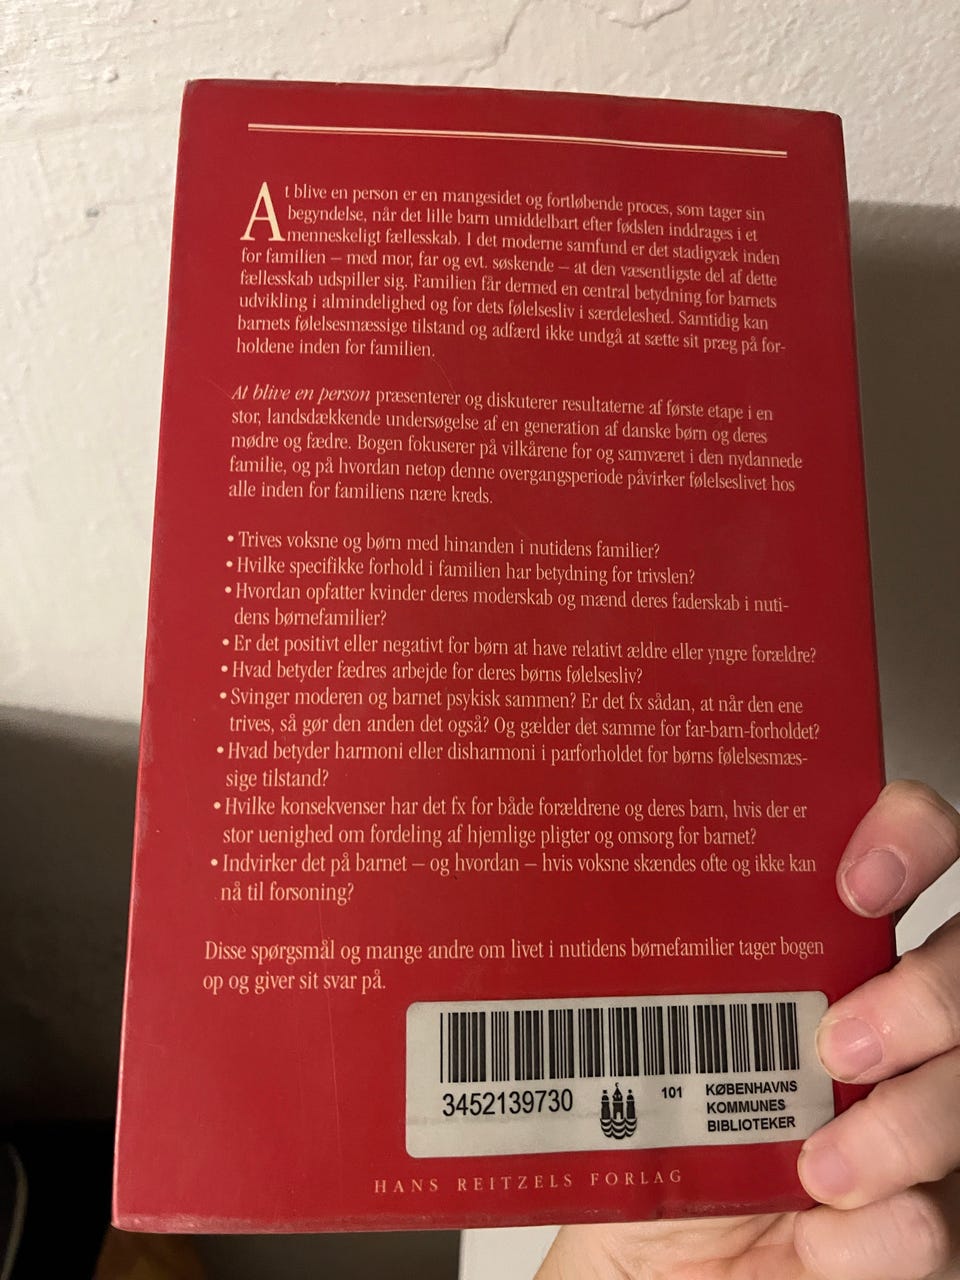 At blive en person er en mangesidet og fortløbende proces, som tager sin
begyndelse, når det lille barn umiddelbart efter fødslen inddrages i et
menneskeligt fællesskab. I det moderne samfund er det stadigvæk inden
for familien – med mor, far og evt. søskende – at den væsentligste del af dette
fællesskab udspiller sig. Familien får dermed en central betydning for barnets
udvikling i almindelighed og for dets følelsesliv i særdeleshed. Samtidig kan
barnets følelsesmæssige tilstand og adfærd ikke undgå at sætte sit præg på for-
holdene inden for familien.
At blive en person præsenterer og diskuterer resultaterne af første etape i en
stor, landsdækkende undersøgelse af en generation af danske børn og deres
mødre og fædre. Bogen fokuserer på vilkårene for og samværet i den nydannede
familie, og på hvordan netop denne overgangsperiode påvirker følelseslivet hos
alle inden for familiens nære kreds.
• Trives voksne og børn med hinanden i nutidens familier?
• Hvilke specifikke forhold i familien har betydning for trivslen?
• Hvordan opfatter kvinder deres moderskab og mænd deres faderskab i nuti-
dens børnefamilier?
• Er det positivt eller negativt for børn at have relativt ældre eller yngre forældre?
• Hvad betyder fædres arbejde for deres børns følelsesliv?
• Svinger moderen og barnet psykisk sammen? Er det fx sådan, at når den ene
trives, så gør den anden det også? Og gælder det samme for far-barn-forholdet?
• Hvad betyder harmoni eller disharmoni i parforholdet for børns følelsesmæs-
sige tilstand?
• Hvilke konsekvenser har det fx for både forældrene og deres barn, hvis der er
stor uenighed om fordeling af hjemlige pligter og omsorg for barnet?
• Indvirker det på barnet – og hvordan – hvis voksne skændes ofte og ikke kan
nå til forsoning?
Disse spørgsmål og mange andre om livet i nutidens børnefamilier tager bogen
op og giver sit svar på.
3452139730
101
KØBENHAVNS
KOMMUNES
BIBLIOTEKER
HANS REITZELS FORLAG